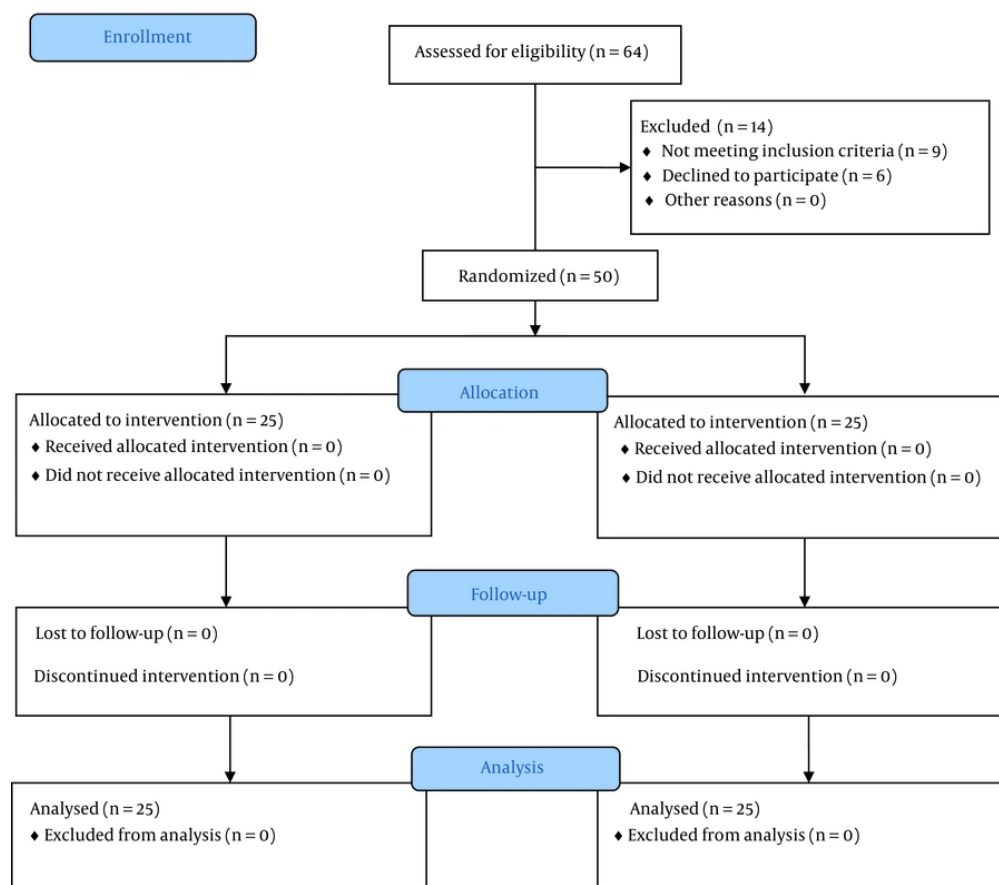 Enrollment
Assessed for eligibility (n = 64)
Excluded (n = 14)
♦ Not meeting inclusion criteria (n = 9)
♦ Declined to participate (n = 6)
♦ Other reasons (n = 0)
Randomized (n = 50)
Allocation
Allocated to intervention (n = 25)
♦ Received allocated intervention (n = 0)
♦ Did not receive allocated intervention (n = 0)
Allocated to intervention (n = 25)
♦ Received allocated intervention (n = 0)
♦ Did not receive allocated intervention (n = 0)
Follow-up
Lost to follow-up (n = 0)
Discontinued intervention (n = 0)
Lost to follow-up (n = 0)
Discontinued intervention (n = 0)
Analysis
Analysed (n = 25)
♦ Excluded from analysis (n = 0)
Analysed (n = 25)
♦ Excluded from analysis (n = 0)